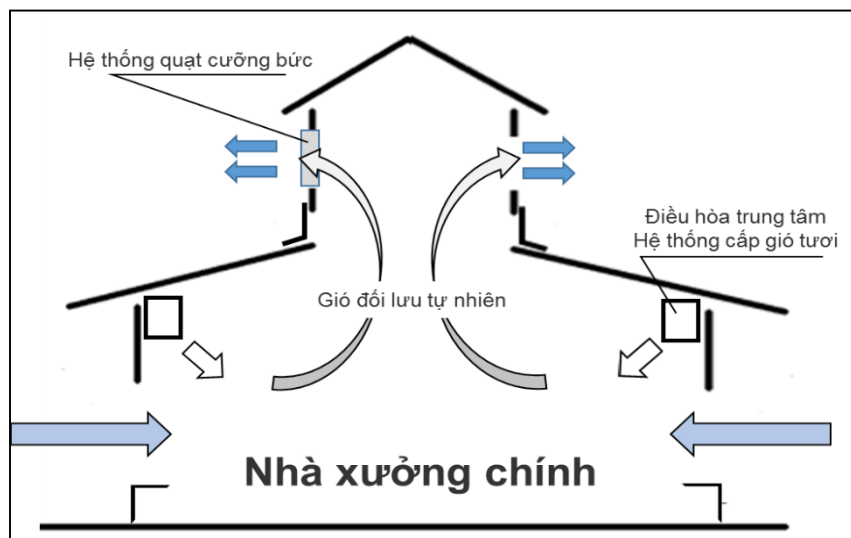 Hệ thống quạt cưỡng bức
Điều hòa trung tâm
Hệ thống cấp gió tươi
Gió đối lưu tự nhiên
Nhà xưởng chính